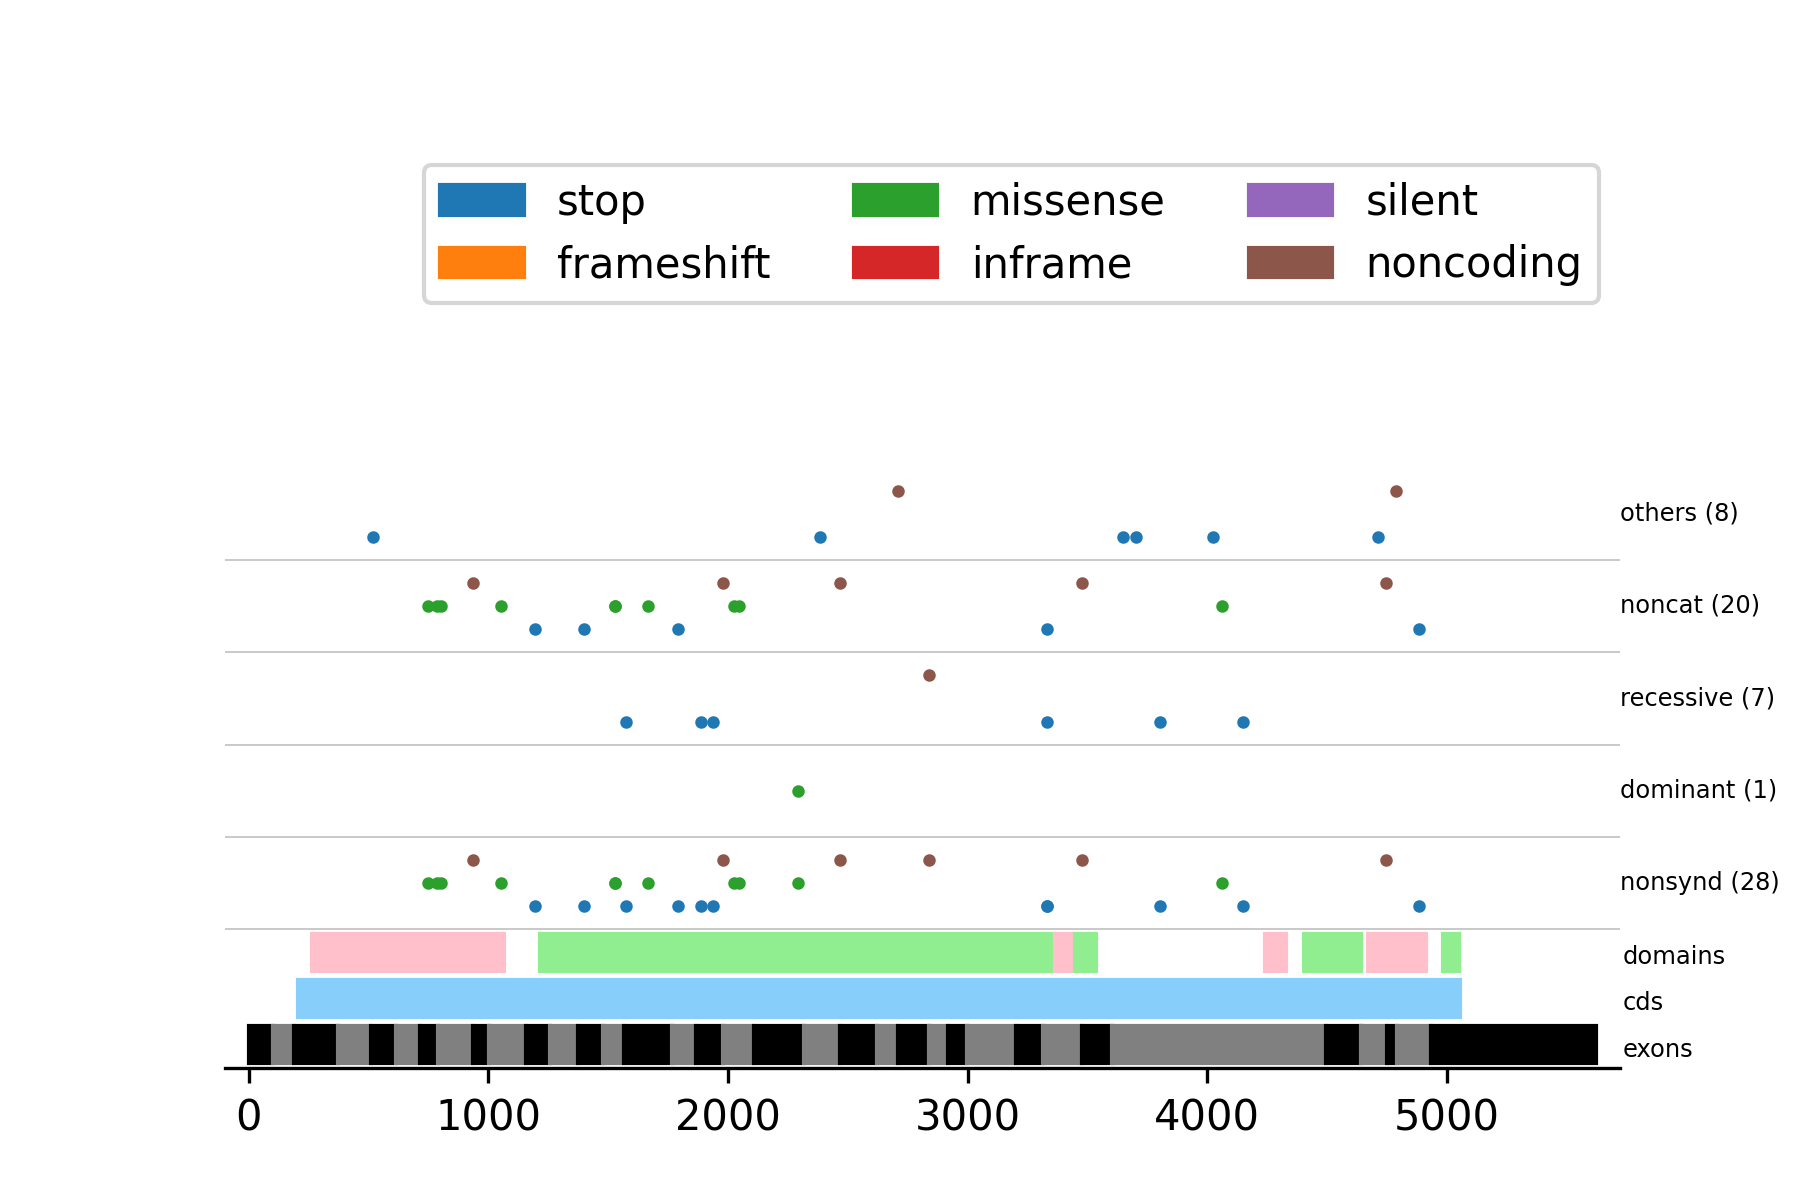 stop missense silent
frameshift inframe noncoding
others (8)
noncat (20)
recessive (7)
dominant (1)
nonsynd (28)
domains
cds
exons
0 1000 2000 3000 4000 5000